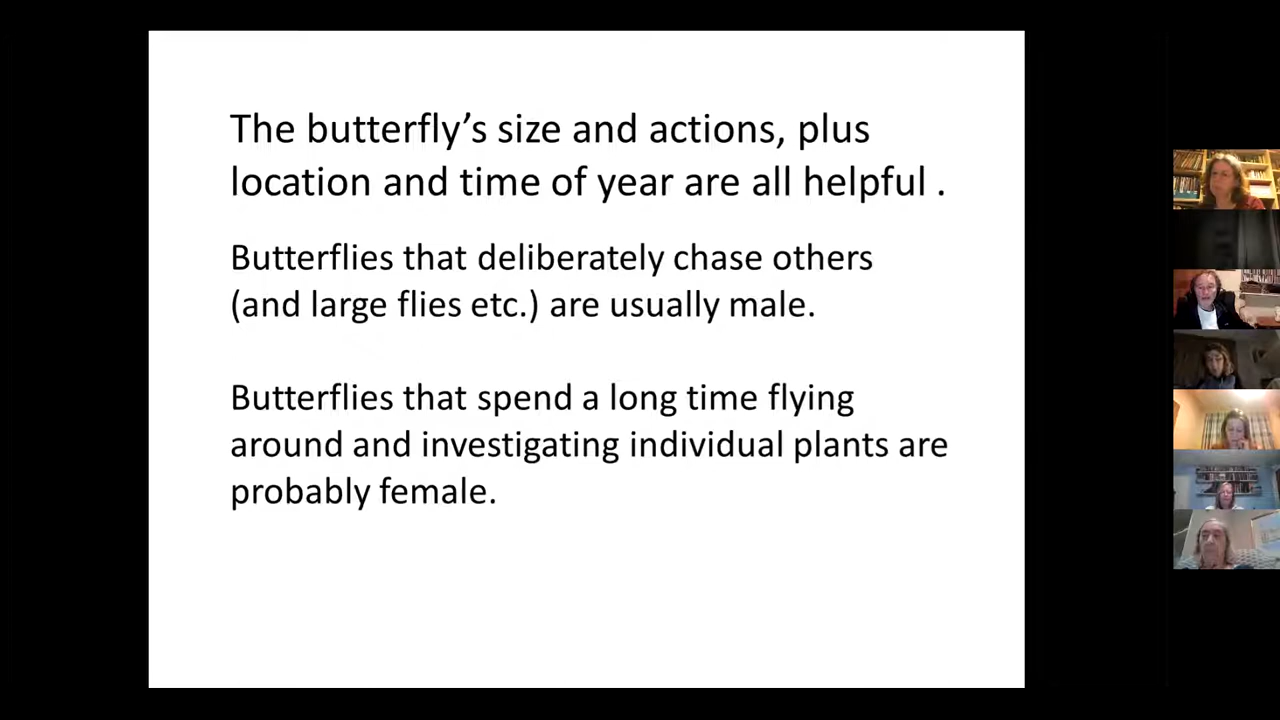 The butterfly’s size and actions, plus
location and time of year are all helpful .
Butterflies that deliberately chase others
(and large flies etc.) are usually male.
Butterflies that spend a long time flying
around and investigating individual plants are
probably female.